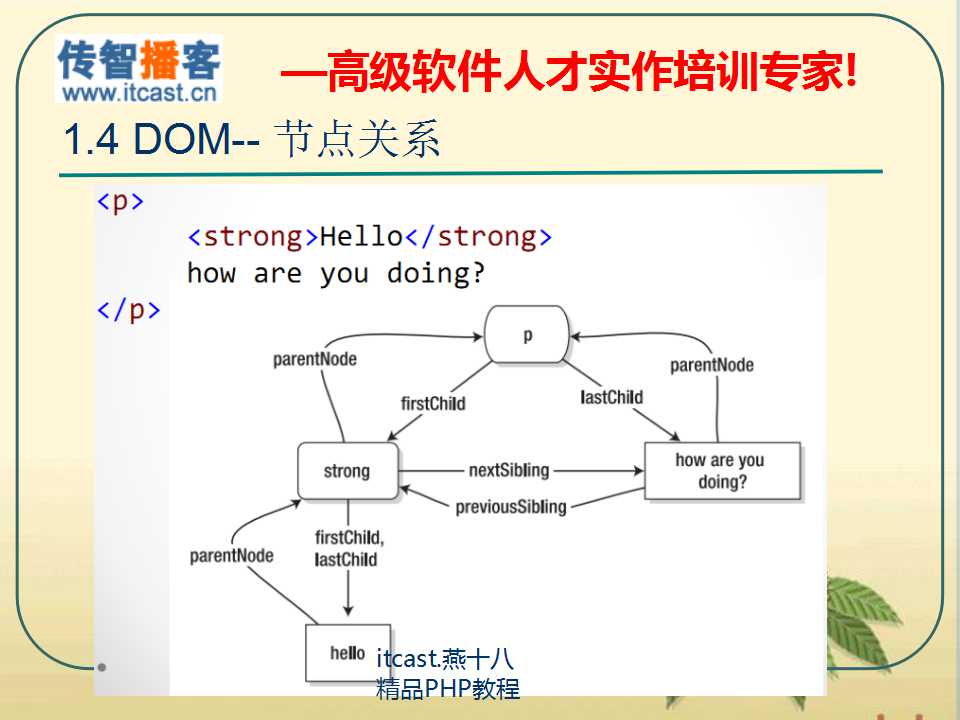 传智播客
www.itcast.cn
—高级软件人才实作培训专家!
1.4 DOM-- 节点关系
<p>
<strong>Hello</strong>
how are you doing?
</p>
p
parentNode
parentNode
firstChild
lastChild
strong
nextSibling
how are you
doing?
previousSibling
parentNode
firstChild,
lastChild
hello
itcast.燕十八
精品PHP教程